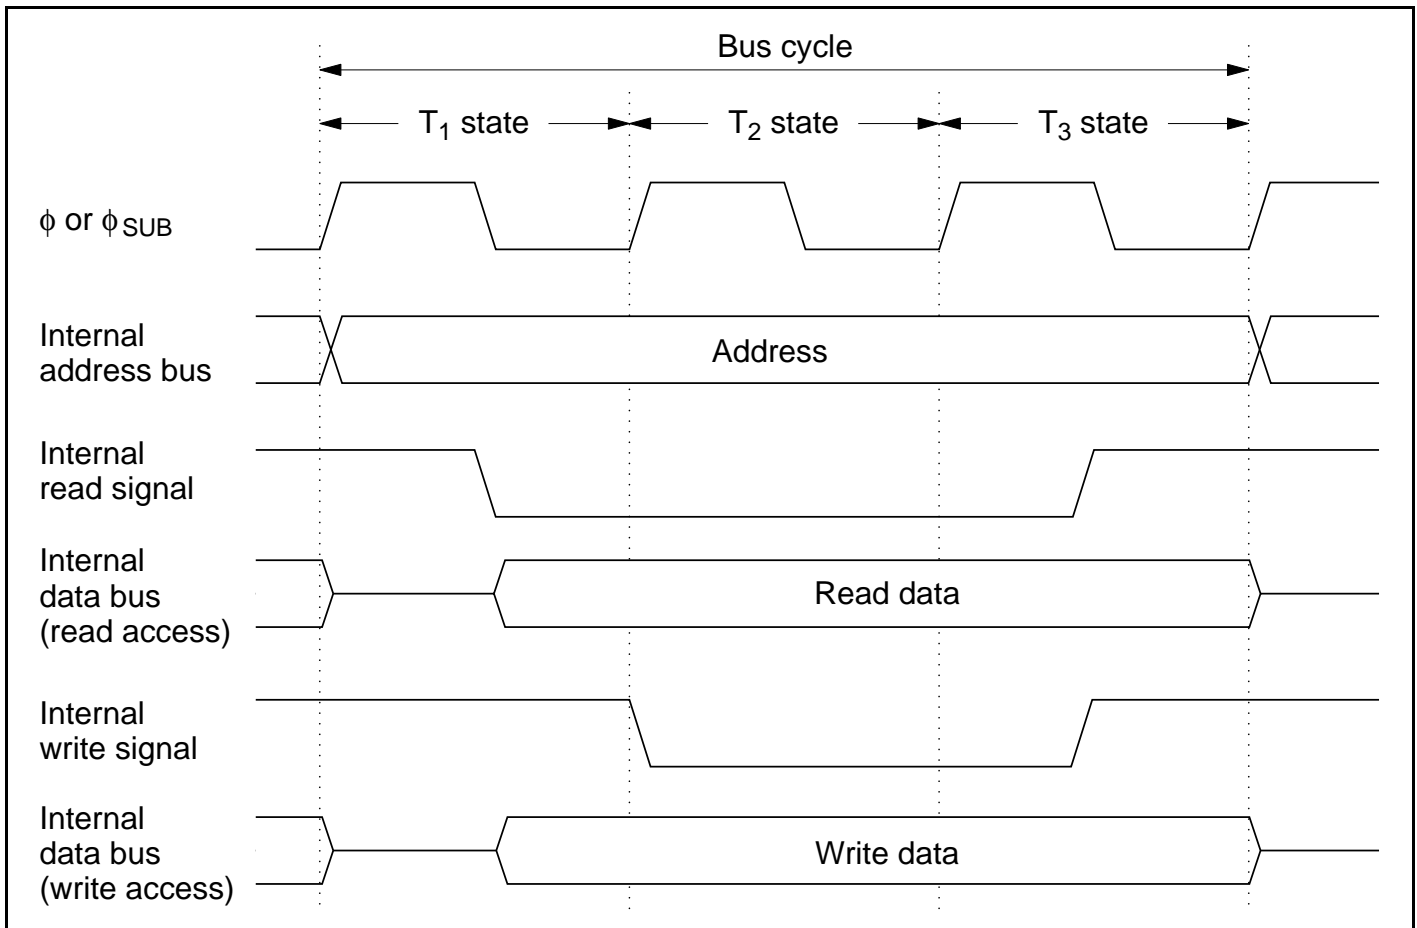 Bus cycle
T1 state
T2 state
T3 state
ϕ or ϕSUB
Internal
address bus
Address
Internal
read signal
Internal
data bus
(read access)
Read data
Internal
write signal
Internal
data bus
(write access)
Write data